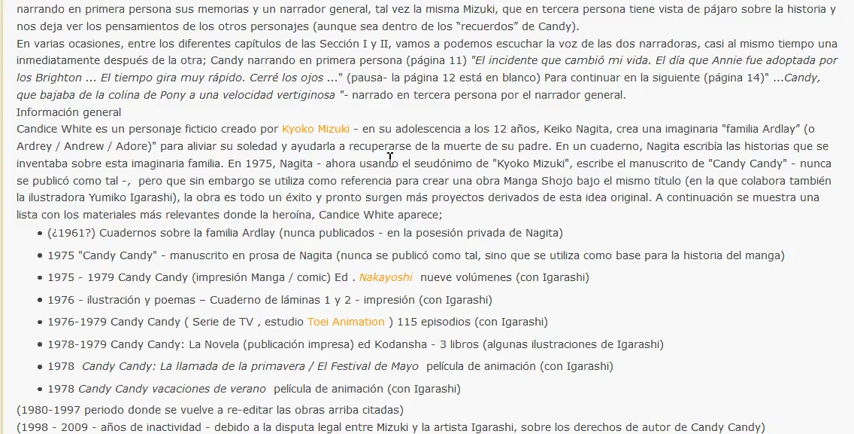 narrando en primera persona sus memorias y un narrador general, tal vez la misma Mizuki, que en tercera persona tiene vista de pájaro sobre la historia y
nos deja ver los pensamientos de los otros personajes (aunque sea dentro de los "recuerdos" de Candy).
En varias ocasiones, entre los diferentes capítulos de las Sección I y II, vamos a podemos escuchar la voz de las dos narradoras, casi al mismo tiempo una
inmediatamente después de la otra; Candy narrando en primera persona (página 11) "El incidente que cambió mi vida. El día que Annie fue adoptada por
los Brighton ... El tiempo gira muy rápido. Cerré los ojos ..." (pausa- la página 12 está en blanco) Para continuar en la siguiente (página 14)" ...Candy,
que bajaba de la colina de Pony a una velocidad vertiginosa "- narrado en tercera persona por el narrador general.
Información general
Candice White es un personaje ficticio creado por Kyoko Mizuki - en su adolescencia a los 12 años, Keiko Nagita, crea una imaginaria "familia Ardlay" (o
Ardrey / Andrew / Adore)" para aliviar su soledad y ayudarla a recuperarse de la muerte de su padre. En un cuaderno, Nagita escribía las historias que se
inventaba sobre esta imaginaria familia. En 1975, Nagita - ahora usando el seudónimo de "Kyoko Mizuki", escribe el manuscrito de "Candy Candy" - nunca
se publicó como tal -, pero que sin embargo se utiliza como referencia para crear una obra Manga Shojo bajo el mismo título (en la que colabora también
la ilustradora Yumiko Igarashi), la obra es todo un éxito y pronto surgen más proyectos derivados de esta idea original. A continuación se muestra una
lista con los materiales más relevantes donde la heroína, Candice White aparece;
• (¿1961?) Cuadernos sobre la familia Ardlay (nunca publicados - en la posesión privada de Nagita)
• 1975 "Candy Candy" - manuscrito en prosa de Nagita (nunca se publicó como tal, sino que se utiliza como base para la historia del manga)
• 1975 - 1979 Candy Candy (impresión Manga / comic) Ed . Nakayoshi nueve volúmenes (con Igarashi)
• 1976 - ilustración y poemas – Cuaderno de láminas 1 y 2 - impresión (con Igarashi)
• 1976-1979 Candy Candy ( Serie de TV , estudio Toei Animation ) 115 episodios (con Igarashi)
• 1978-1979 Candy Candy: La Novela (publicación impresa) ed Kodansha - 3 libros (algunas ilustraciones de Igarashi)
• 1978 Candy Candy: La llamada de la primavera / El Festival de Mayo película de animación (con Igarashi)
• 1978 Candy Candy vacaciones de verano película de animación (con Igarashi)
(1980-1997 periodo donde se vuelve a re-editar las obras arriba citadas)
(1998 - 2009 - años de inactividad - debido a la disputa legal entre Mizuki y la artista Igarashi, sobre los derechos de autor de Candy Candy)